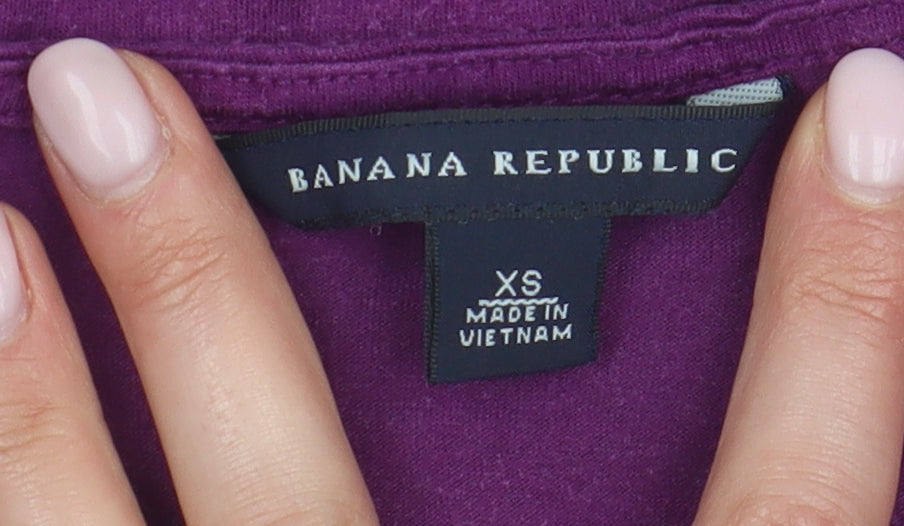 BANANA REPUBLIC
XS
MADE IN
VIETNAM